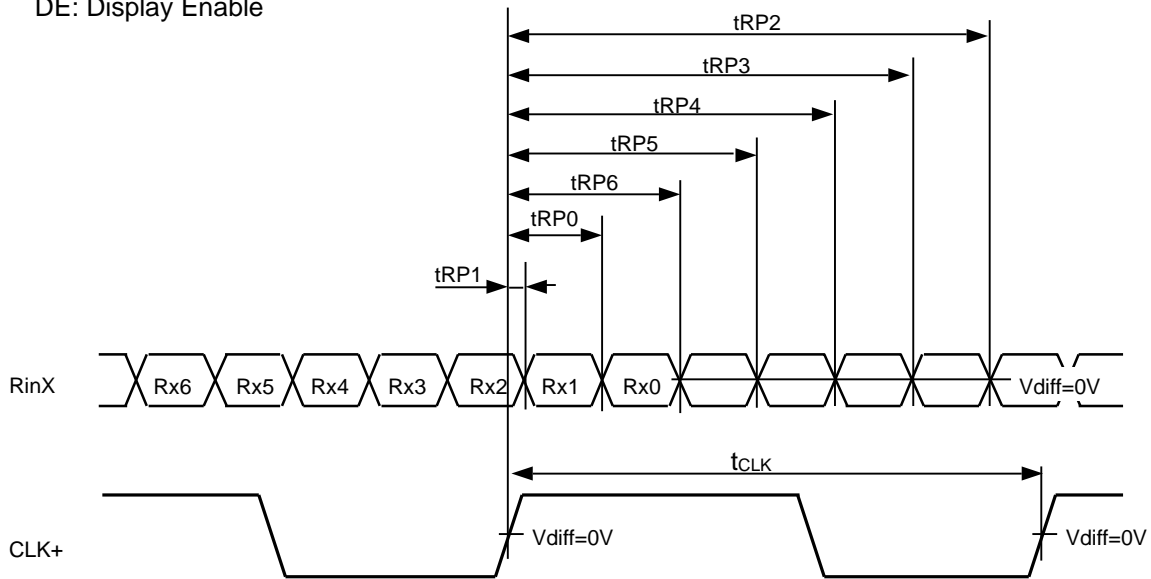 DE: Display Enable
tRP2
tRP3
tRP4
tRP5
tRP6
tRP0
tRP1
RinX Rx6 Rx5 Rx4 Rx3 Rx2 Rx1 Rx0 Vdiff=0V
tCLK
CLK+ Vdiff=0V Vdiff=0V